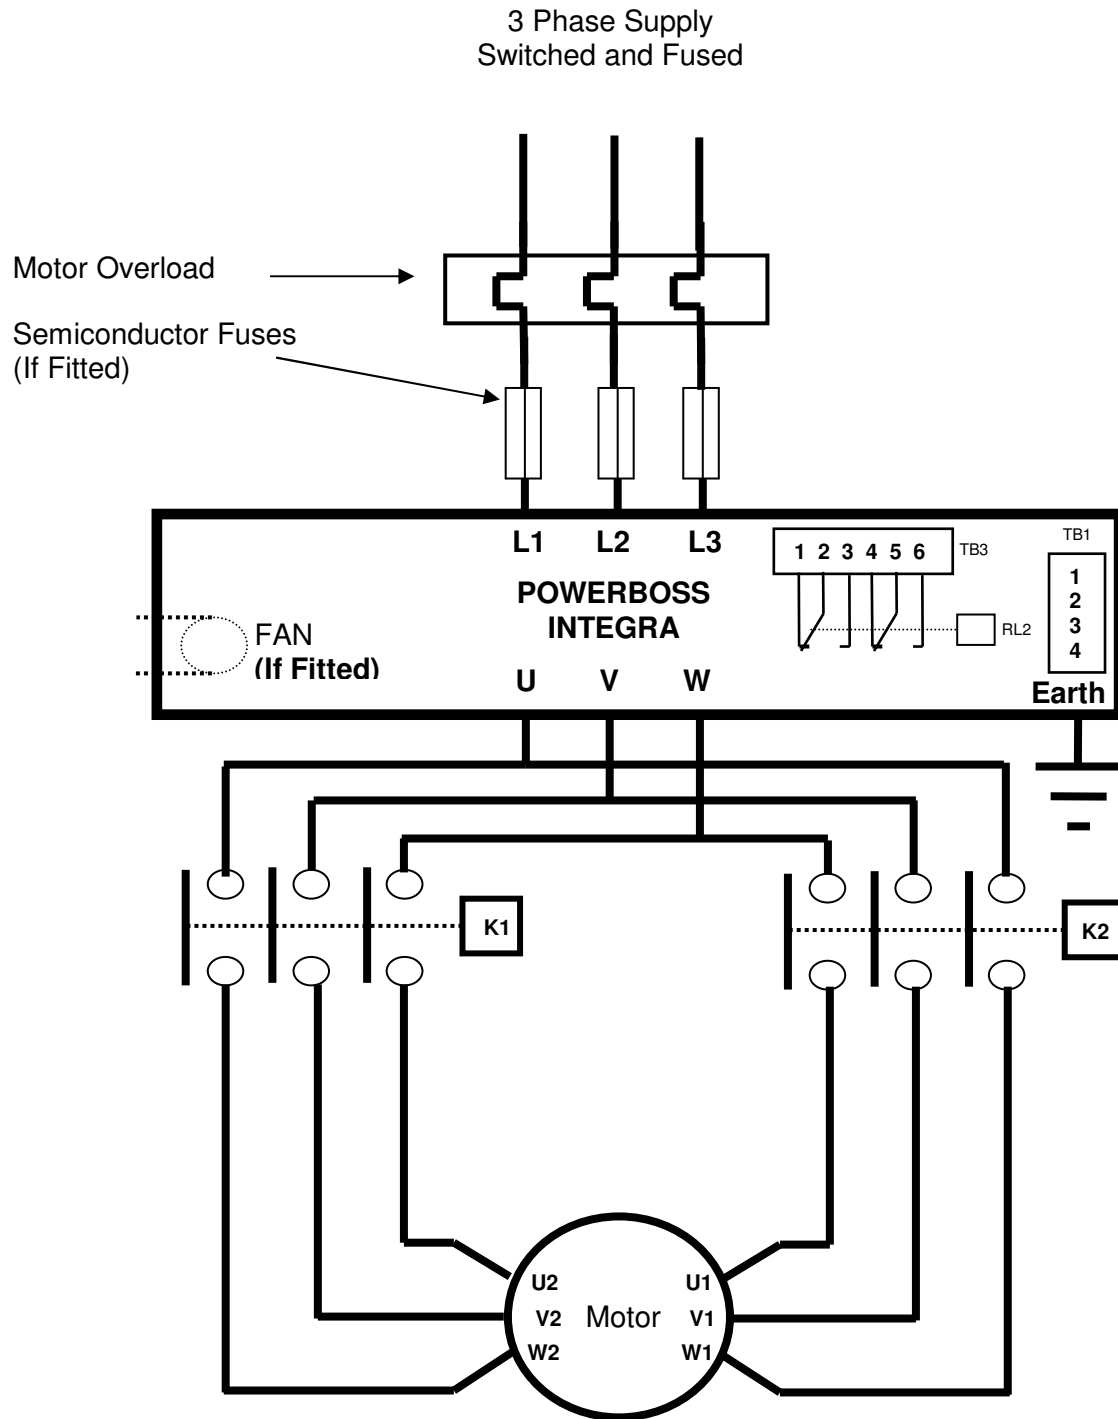 3 Phase Supply
Switched and Fused
Motor Overload
Semiconductor Fuses
(If Fitted)
L1 L2 L3
1 2 3 4 5 6
TB3
TB1
1
2
3
4
POWERBOSS
INTEGRA
RL2
FAN
(If Fitted)
U V W
Earth
K1
K2
U2 U1
V2 Motor V1
W2 W1